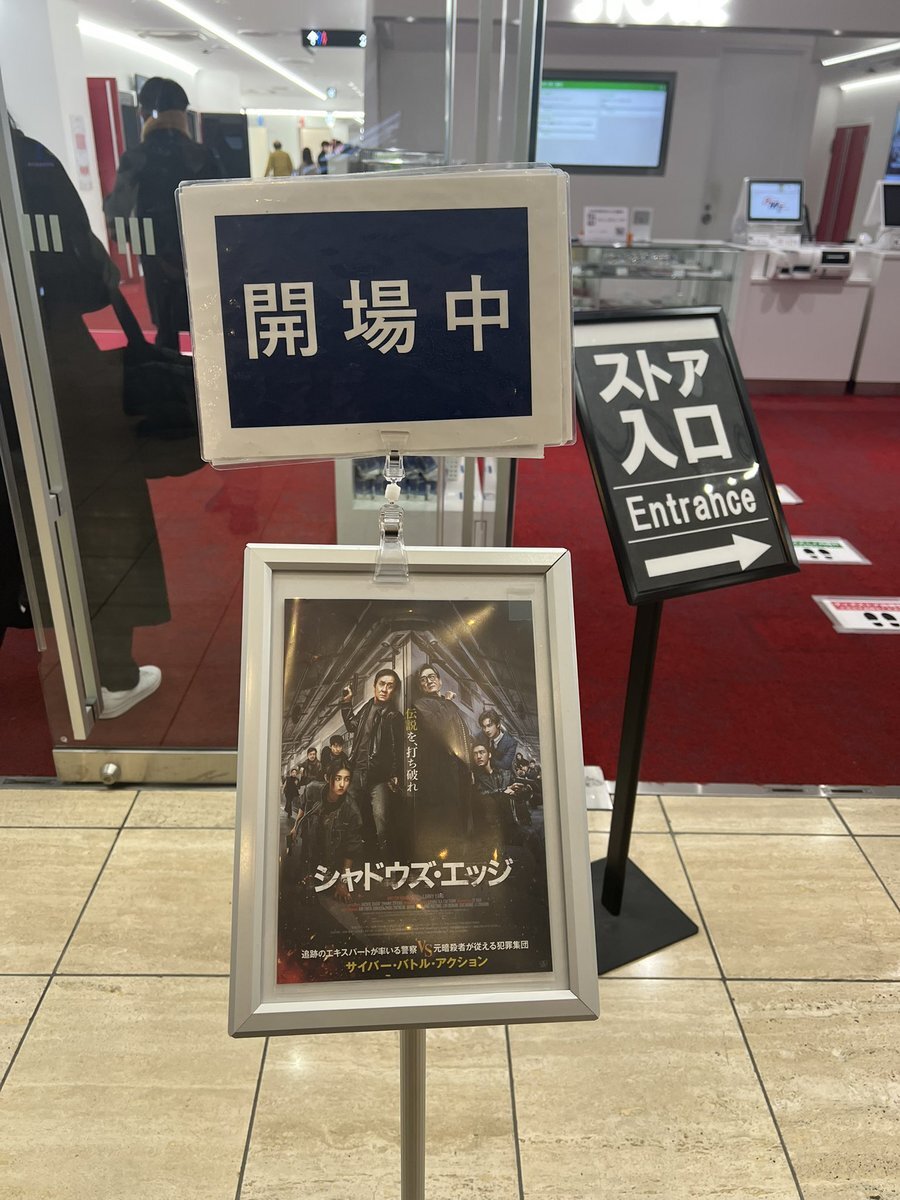 開場中
ストア
入口
Entrance
伝説を、打ち破れ
シャドウズ・エッジ
追跡のエキスパートが率いる警察 VS 元暗殺者が従える犯罪集団
サイバー・バトル・アクション